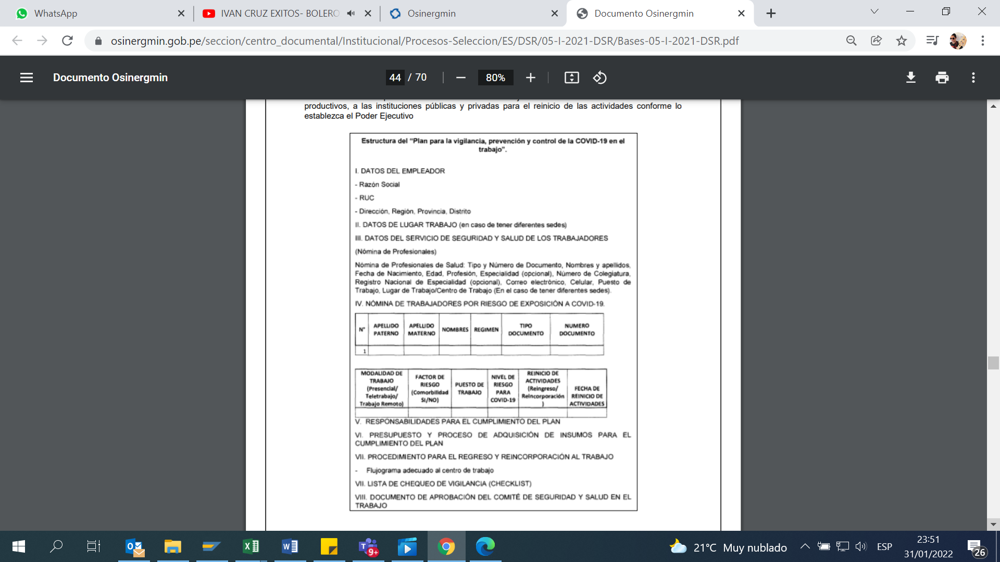 WhatsApp
IVAN CRUZ EXITOS- BOLERO
Osinergmin
Documento Osinergmin
osinergmin.gob.pe/seccion/centro_documental/Institucional/Procesos-Seleccion/ES/DSR/05-I-2021-DSR/Bases-05-I-2021-DSR.pdf
Documento Osinergmin
44 / 70
80%
productivos, a las instituciones públicas y privadas para el reinicio de las actividades conforme lo
establezca el Poder Ejecutivo
Estructura del “Plan para la vigilancia, prevención y control de la COVID-19 en el
trabajo”.
I. DATOS DEL EMPLEADOR
- Razón Social
- RUC
- Dirección, Región, Provincia, Distrito
II. DATOS DE LUGAR TRABAJO (en caso de tener diferentes sedes)
III. DATOS DEL SERVICIO DE SEGURIDAD Y SALUD DE LOS TRABAJADORES
(Nómina de Profesionales)
Nómina de Profesionales de Salud: Tipo y Número de Documento, Nombres y apellidos,
Fecha de Nacimiento, Edad, Profesión, Especialidad (opcional), Número de Colegiatura,
Registro Nacional de Especialidad (opcional), Correo electrónico, Celular, Puesto de
Trabajo, Lugar de Trabajo/Centro de Trabajo (En el caso de tener diferentes sedes).
IV. NÓMINA DE TRABAJADORES POR RIESGO DE EXPOSICIÓN A COVID-19.
N° APELLIDO PATERNO APELLIDO MATERNO NOMBRES REGIMEN TIPO DOCUMENTO NUMERO DOCUMENTO
1
MODALIDAD DE TRABAJO (Presencial/ Teletrabajo/ Trabajo Remoto) FACTOR DE RIESGO (Comorbilidad SI/NO) PUESTO DE TRABAJO NIVEL DE RIESGO PARA COVID-19 REINICIO DE ACTIVIDADES (Reingreso/ Reincorporación ) FECHA DE REINICIO DE ACTIVIDADES
V. RESPONSABILIDADES PARA EL CUMPLIMIENTO DEL PLAN
VI. PRESUPUESTO Y PROCESO DE ADQUISICIÓN DE INSUMOS PARA EL
CUMPLIMIENTO DEL PLAN
VII. PROCEDIMIENTO PARA EL REGRESO Y REINCORPORACIÓN AL TRABAJO
- Flujograma adecuado al centro de trabajo
VII. LISTA DE CHEQUEO DE VIGILANCIA (CHECKLIST)
VIII. DOCUMENTO DE APROBACIÓN DEL COMITÉ DE SEGURIDAD Y SALUD EN EL
TRABAJO
9+
21°C Muy nublado
ESP
23:51
31/01/2022
26